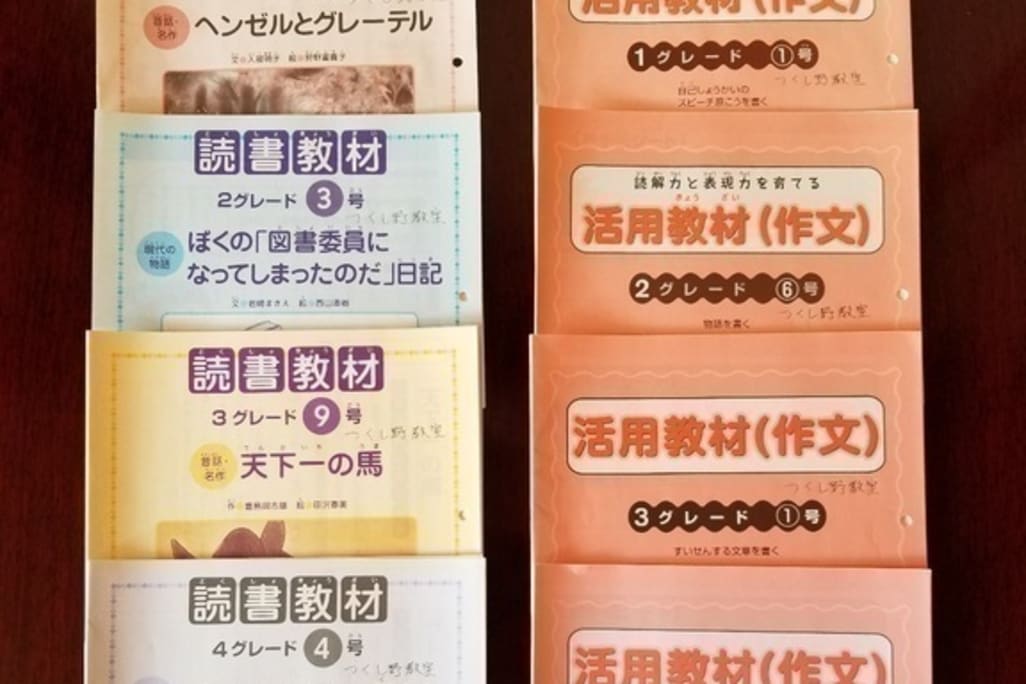 昔話・名作
ヘンゼルとグレーテル
読書教材
2グレード 3 号
つくし野教室
現代の物語
ぼくの「図書委員に
なってしまったのだ」日記
読書教材
3グレード 9 号
つくし野教室
昔話・名作
天下一の馬
読書教材
4グレード 4 号
つくし野教室
活用教材(作文)
1グレード ① 号
つくし野教室
自己しょうかいの
スピーチ原こうを書く
読解力と表現力を育てる
活用教材(作文)
2グレード ⑥ 号
つくし野教室
物語を書く
活用教材(作文)
つくし野教室
3グレード ① 号
すいせんする文章を書く
活用教材(作文)